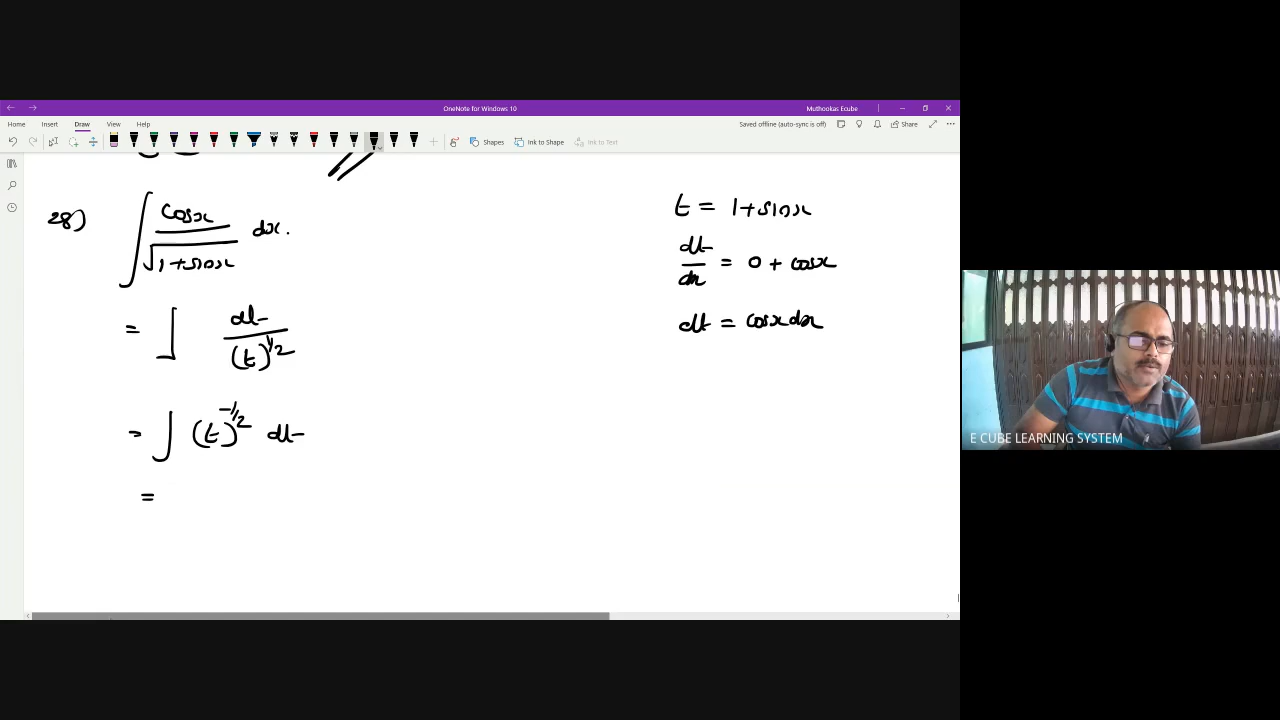 OneNote for Windows 10
Muthookas Ecube
Home Insert Draw View Help
Saved offline (auto-sync is off)
Share
Shapes
Ink to Shape
Ink to Text
28) ∫ cosx / √1+sinx dx.
= ∫ dt / (t)^1/2
= ∫ (t)^-1/2 dt
=
t = 1+sinx
dt/dx = 0 + cosx
dt = cosx dx
E CUBE LEARNING SYSTEM